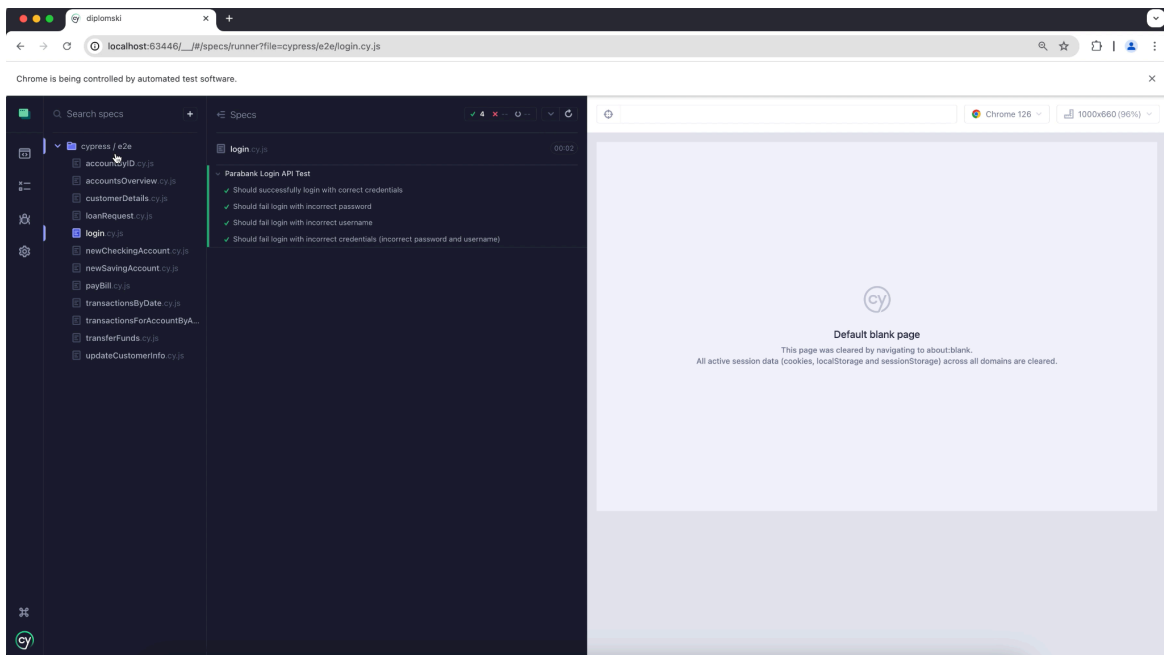 diplomski
localhost:63446/__/#/specs/runner?file=cypress/e2e/login.cy.js
Chrome is being controlled by automated test software.
Search specs
Specs
4
--
--
Chrome 126
1000x660 (96%)
cypress / e2e
accountbyID.cy.js
accountsOverview.cy.js
customerDetails.cy.js
loanRequest.cy.js
login.cy.js
newCheckingAccount.cy.js
newSavingAccount.cy.js
payBill.cy.js
transactionsByDate.cy.js
transactionsForAccountByA...
transferFunds.cy.js
updateCustomerInfo.cy.js
login.cy.js
00:02
Parabank Login API Test
Should successfully login with correct credentials
Should fail login with incorrect password
Should fail login with incorrect username
Should fail login with incorrect credentials (incorrect password and username)
cy
Default blank page
This page was cleared by navigating to about:blank.
All active session data (cookies, localStorage and sessionStorage) across all domains are cleared.
cy